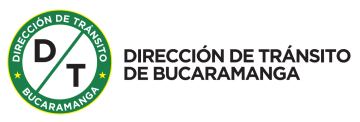 DIRECCIÓN DE TRÁNSITO
D T
BUCARAMANGA
DIRECCIÓN DE TRÁNSITO
DE BUCARAMANGA